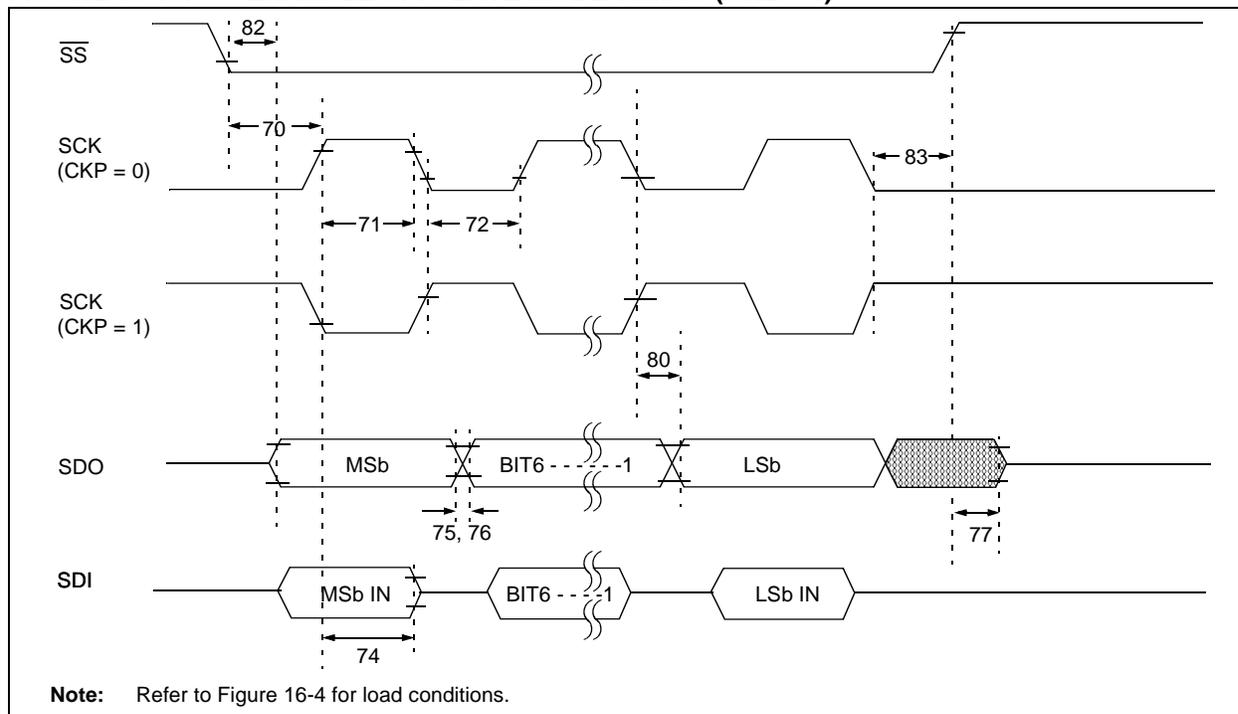 82
SS
70
SCK
(CKP = 0)
83
71
72
SCK
(CKP = 1)
80
SDO
MSb
BIT6 - - - - - -1
LSb
75, 76
77
SDI
MSb IN
BIT6 - - - -1
LSb IN
74
Note: Refer to Figure 16-4 for load conditions.